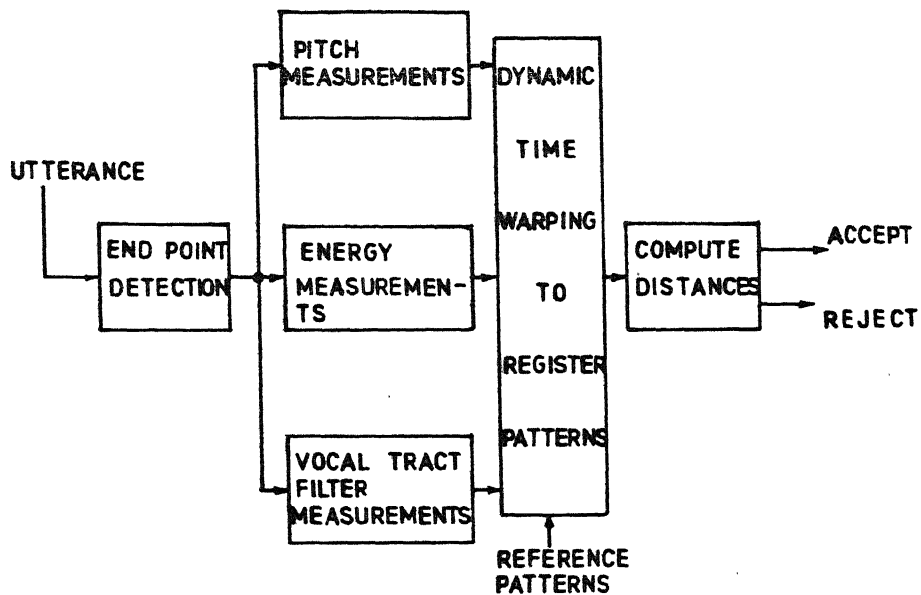 UTTERANCE
END POINT
DETECTION
PITCH
MEASUREMENTS
ENERGY
MEASUREMEN-
TS
VOCAL TRACT
FILTER
MEASUREMENTS
DYNAMIC
TIME
WARPING
TO
REGISTER
PATTERNS
REFERENCE
PATTERNS
COMPUTE
DISTANCES
ACCEPT
REJECT